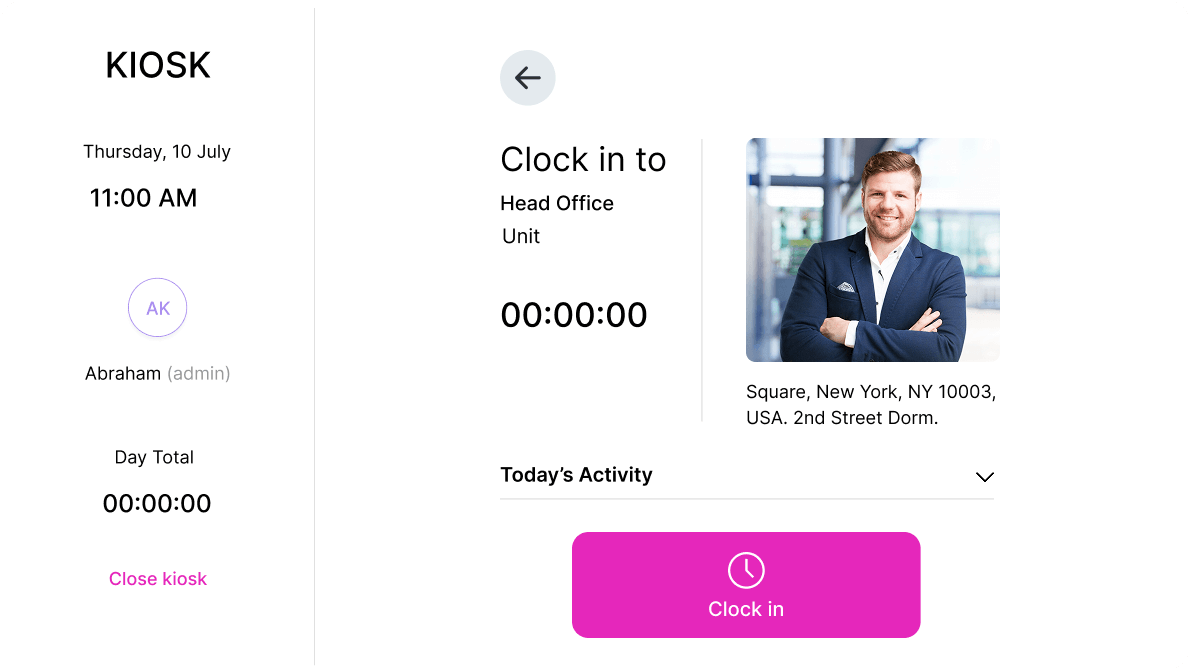 KIOSK
Thursday, 10 July
11:00 AM
AK
Abraham (admin)
Day Total
00:00:00
Close kiosk
Clock in to
Head Office
Unit
00:00:00
Square, New York, NY 10003,
USA. 2nd Street Dorm.
Today’s Activity
Clock in